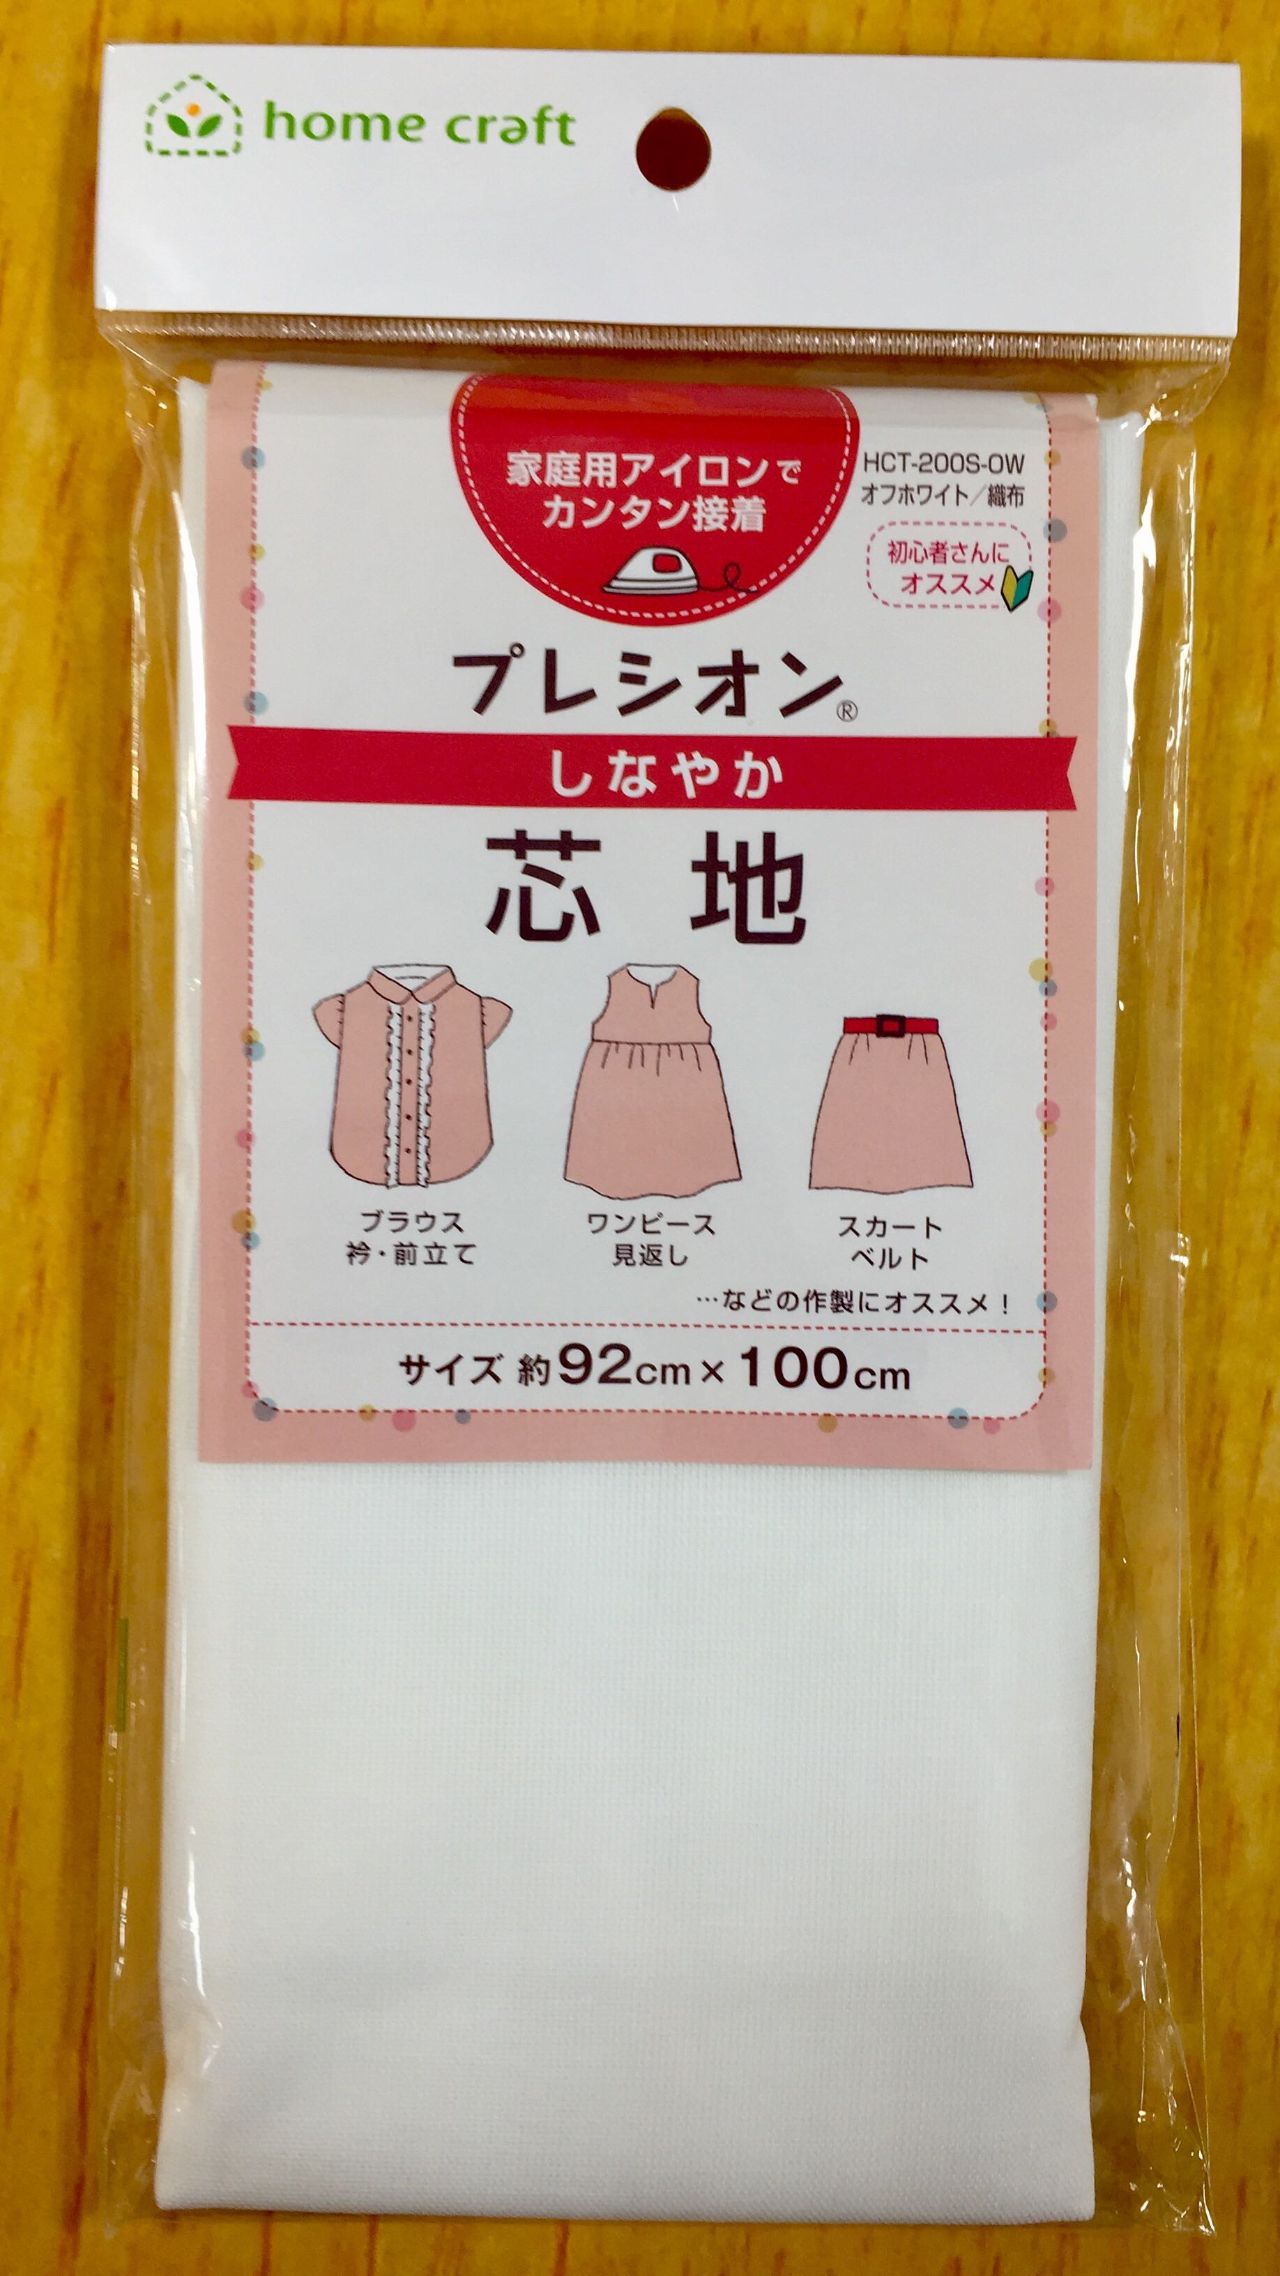 home craft
家庭用アイロンで
カンタン接着
HCT-200S-OW
オフホワイト／織布
初心者さんに
オススメ
プレシオン®
しなやか
芯地
ブラウス
衿・前立て
ワンピース
見返し
スカート
ベルト
…などの作製にオススメ！
サイズ 約92cm×100cm